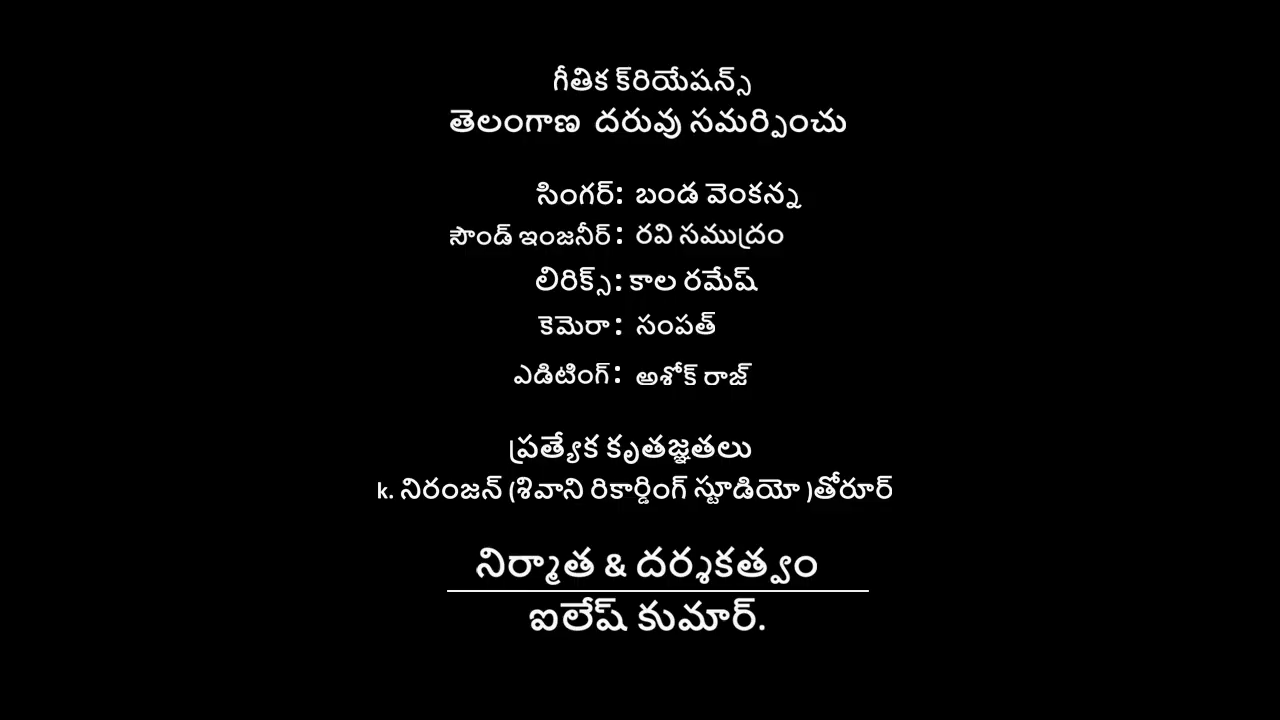 గీతిక క్‌రియేషన్స్
తెలంగాణ దరువు సమర్పించు
సింగర్: బండ వెంకన్న
సౌండ్ ఇంజనీర్: రవి సముద్రం
లిరిక్స్: కాల రమేష్
కెమెరా: సంపత్
ఎడిటింగ్: అశోక్ రాజ్
ప్రత్యేక కృతజ్ఞతలు
k. నిరంజన్ (శివాని రికార్డింగ్ స్టూడియో )తోరూర్
నిర్మాత & దర్శకత్వం
ఐలేష్ కుమార్.